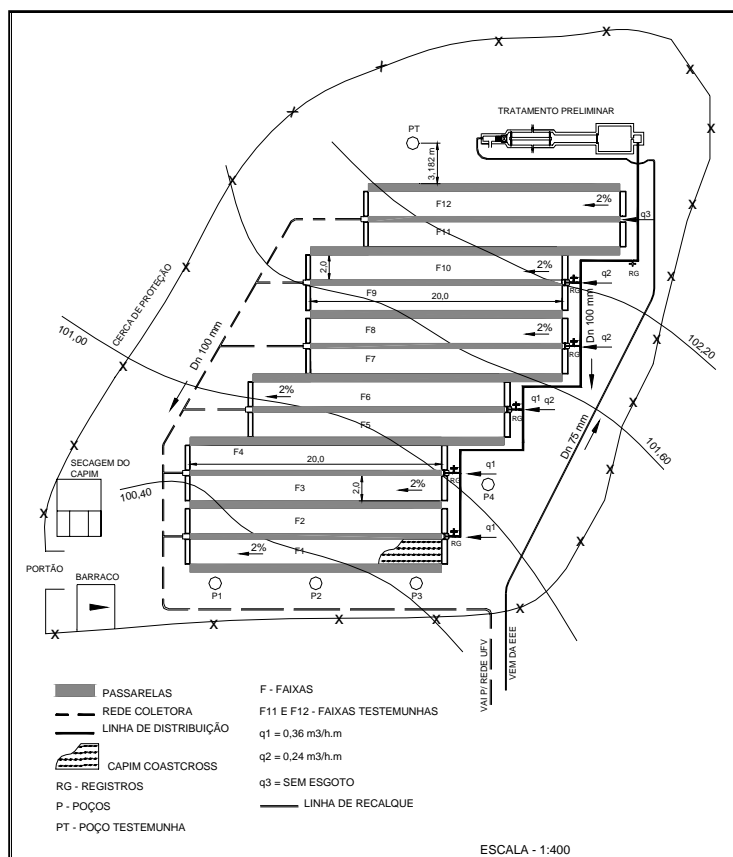 TRATAMENTO PRELIMINAR
PT
3,182 m
F12
2%
q3
F11
RG
2,0
F10
2%
q2
RG
F9
20,0
CERCA DE PROTEÇÃO
Dn 100 mm
Dn 100 mm
101,00
F8
2%
q2
RG
F7
102,20
2%
F6
q1
q2
F5
Dn 75 mm
101,60
F4
SECAGEM DO
CAPIM
20,0
q1
RG
100,40
F3
2,0
2%
P4
F2
q1
RG
F1
2%
PORTÃO
BARRACO
P1
P2
P3
VAI P/ REDE UFV
VEM DA EEE
PASSARELAS
REDE COLETORA
LINHA DE DISTRIBUIÇÃO
CAPIM COASTCROSS
RG - REGISTROS
P - POÇOS
PT - POÇO TESTEMUNHA
F - FAIXAS
F11 E F12 - FAIXAS TESTEMUNHAS
q1 = 0,36 m3/h.m
q2 = 0,24 m3/h.m
q3 = SEM ESGOTO
LINHA DE RECALQUE
ESCALA - 1:400